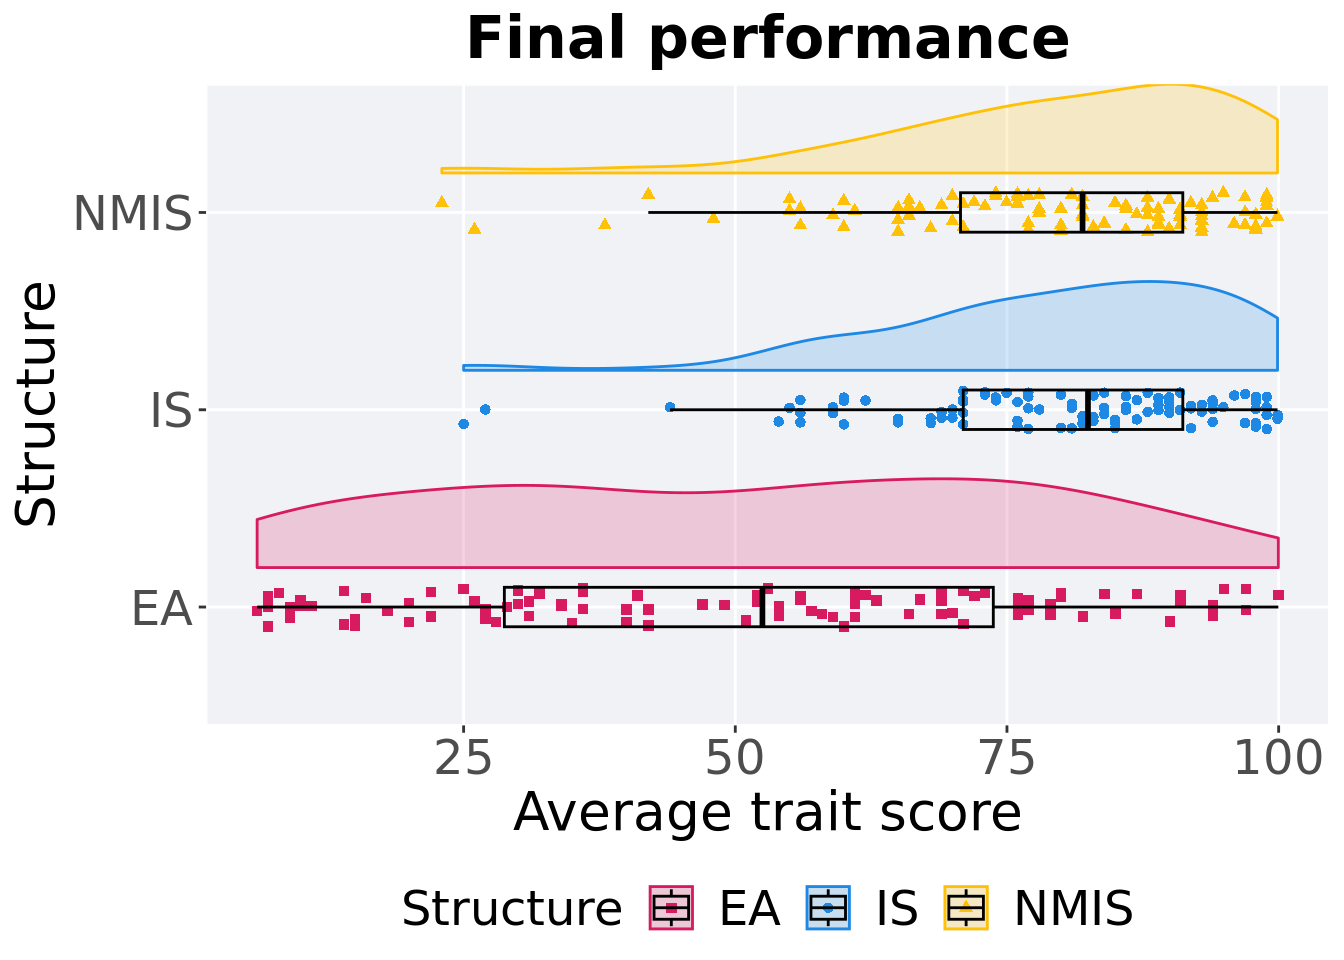 Final performance
NMIS
IS
EA
Structure
25 50 75 100
Average trait score
Structure EA IS NMIS